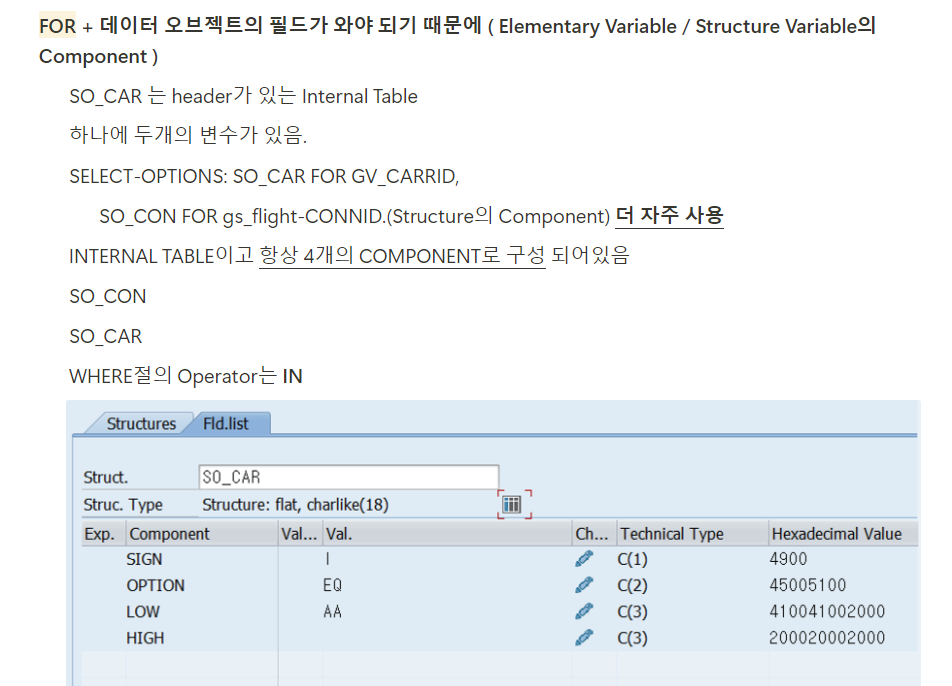 FOR + 데이터 오브젝트의 필드가 와야 되기 때문에 ( Elementary Variable / Structure Variable의
Component )
SO_CAR 는 header가 있는 Internal Table
하나에 두개의 변수가 있음.
SELECT-OPTIONS: SO_CAR FOR GV_CARRID,
SO_CON FOR gs_flight-CONNID.(Structure의 Component) 더 자주 사용
INTERNAL TABLE이고 항상 4개의 COMPONENT로 구성 되어있음
SO_CON
SO_CAR
WHERE절의 Operator는 IN
Structures Fld.list
Struct. SO_CAR
Struc. Type Structure: flat, charlike(18)
Exp. Component Val... Val. Ch... Technical Type Hexadecimal Value
SIGN I C(1) 4900
OPTION EQ C(2) 45005100
LOW AA C(3) 410041002000
HIGH C(3) 200020002000